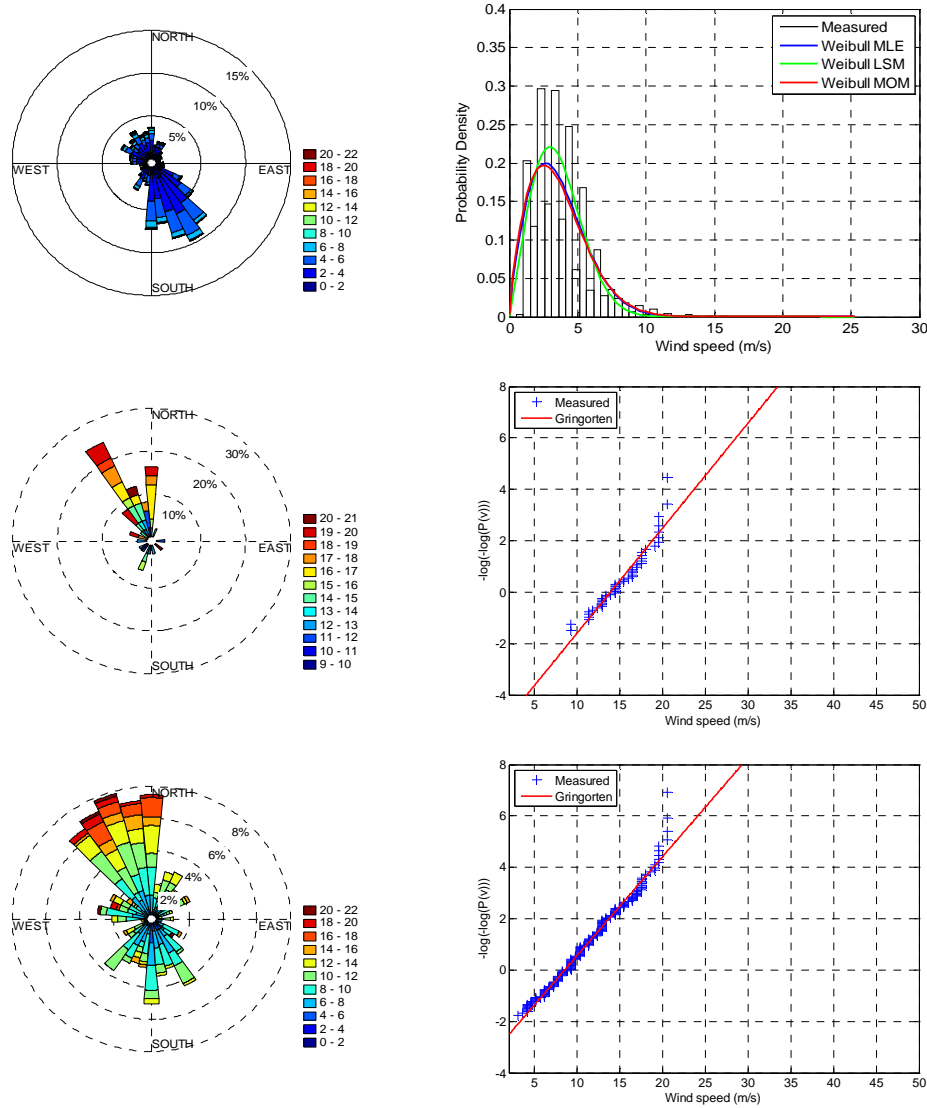 NORTH
15%
10%
5%
WEST
EAST
SOUTH
20 - 22
18 - 20
16 - 18
14 - 16
12 - 14
10 - 12
8 - 10
6 - 8
4 - 6
2 - 4
0 - 2
0.4
0.35
0.3
0.25
0.2
0.15
0.1
0.05
0
Probability Density
Measured
Weibull MLE
Weibull LSM
Weibull MOM
0 5 10 15 20 25 30
Wind speed (m/s)
NORTH
30%
20%
10%
WEST
EAST
SOUTH
20 - 21
19 - 20
18 - 19
17 - 18
16 - 17
15 - 16
14 - 15
13 - 14
12 - 13
11 - 12
10 - 11
9 - 10
8
6
4
2
0
-2
-4
-log(-log(P(v)))
Measured
Gringorten
5 10 15 20 25 30 35 40 45 50
Wind speed (m/s)
NORTH
8%
6%
4%
2%
WEST
EAST
SOUTH
20 - 22
18 - 20
16 - 18
14 - 16
12 - 14
10 - 12
8 - 10
6 - 8
4 - 6
2 - 4
0 - 2
8
6
4
2
0
-2
-4
-log(-log(P(v)))
Measured
Gringorten
5 10 15 20 25 30 35 40 45 50
Wind speed (m/s)